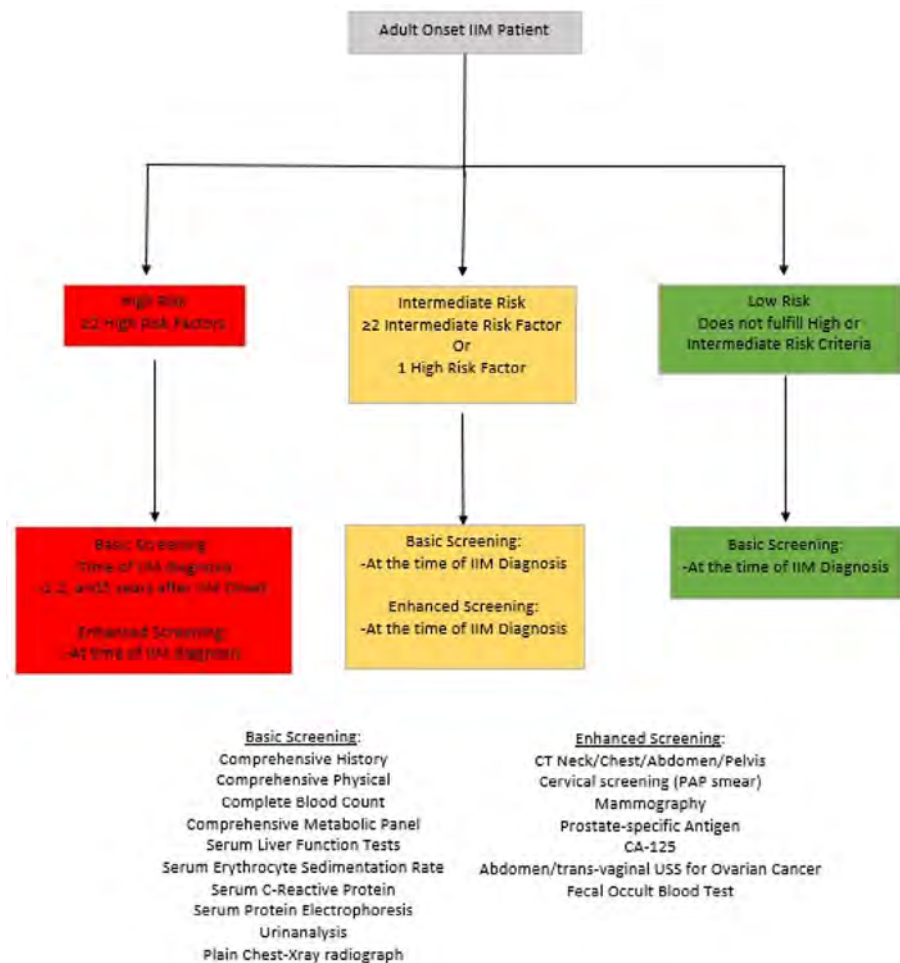 Adult Onset IIM Patient
High Risk
≥2 High Risk Factors
Intermediate Risk
≥2 Intermediate Risk Factor
Or
1 High Risk Factor
Low Risk
Does not fulfill High or
Intermediate Risk Criteria
Basic Screening:
-Time of IIM Diagnosis
years after IIM Onset
Enhanced Screening:
-At time of IIM diagnosis
Basic Screening:
-At the time of IIM Diagnosis
Enhanced Screening:
-At the time of IIM Diagnosis
Basic Screening:
-At the time of IIM Diagnosis
Basic Screening:
Comprehensive History
Comprehensive Physical
Complete Blood Count
Comprehensive Metabolic Panel
Serum Liver Function Tests
Serum Erythrocyte Sedimentation Rate
Serum C-Reactive Protein
Serum Protein Electrophoresis
Urinanalysis
Plain Chest-Xray radiograph
Enhanced Screening:
CT Neck/Chest/Abdomen/Pelvis
Cervical screening (PAP smear)
Mammography
Prostate-specific Antigen
CA-125
Abdomen/trans-vaginal USS for Ovarian Cancer
Fecal Occult Blood Test